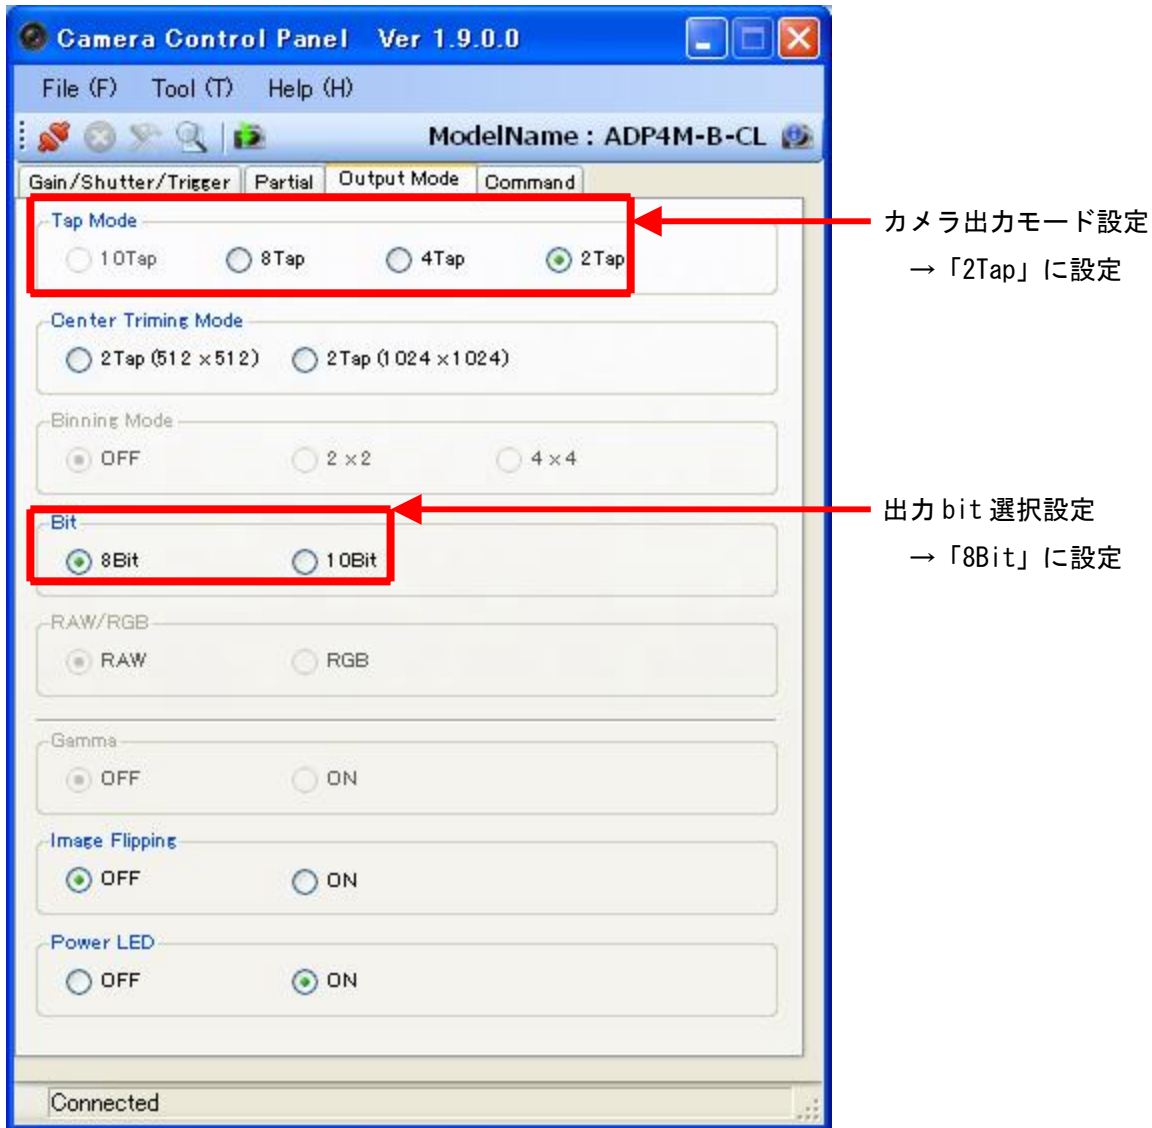 Camera Control Panel Ver 1.9.0.0
File (F) Tool (T) Help (H)
ModelName : ADP4M-B-CL
Gain/Shutter/Trigger Partial Output Mode Command
Tap Mode
10Tap 8Tap 4Tap 2Tap
カメラ出力モード設定
→「2Tap」に設定
Center Triming Mode
2Tap (512 ×512) 2Tap (1024 ×1024)
Binning Mode
OFF 2 ×2 4 ×4
Bit
8Bit 10Bit
出力 bit 選択設定
→「8Bit」に設定
RAW/RGB
RAW RGB
Gamma
OFF ON
Image Flipping
OFF ON
Power LED
OFF ON
Connected